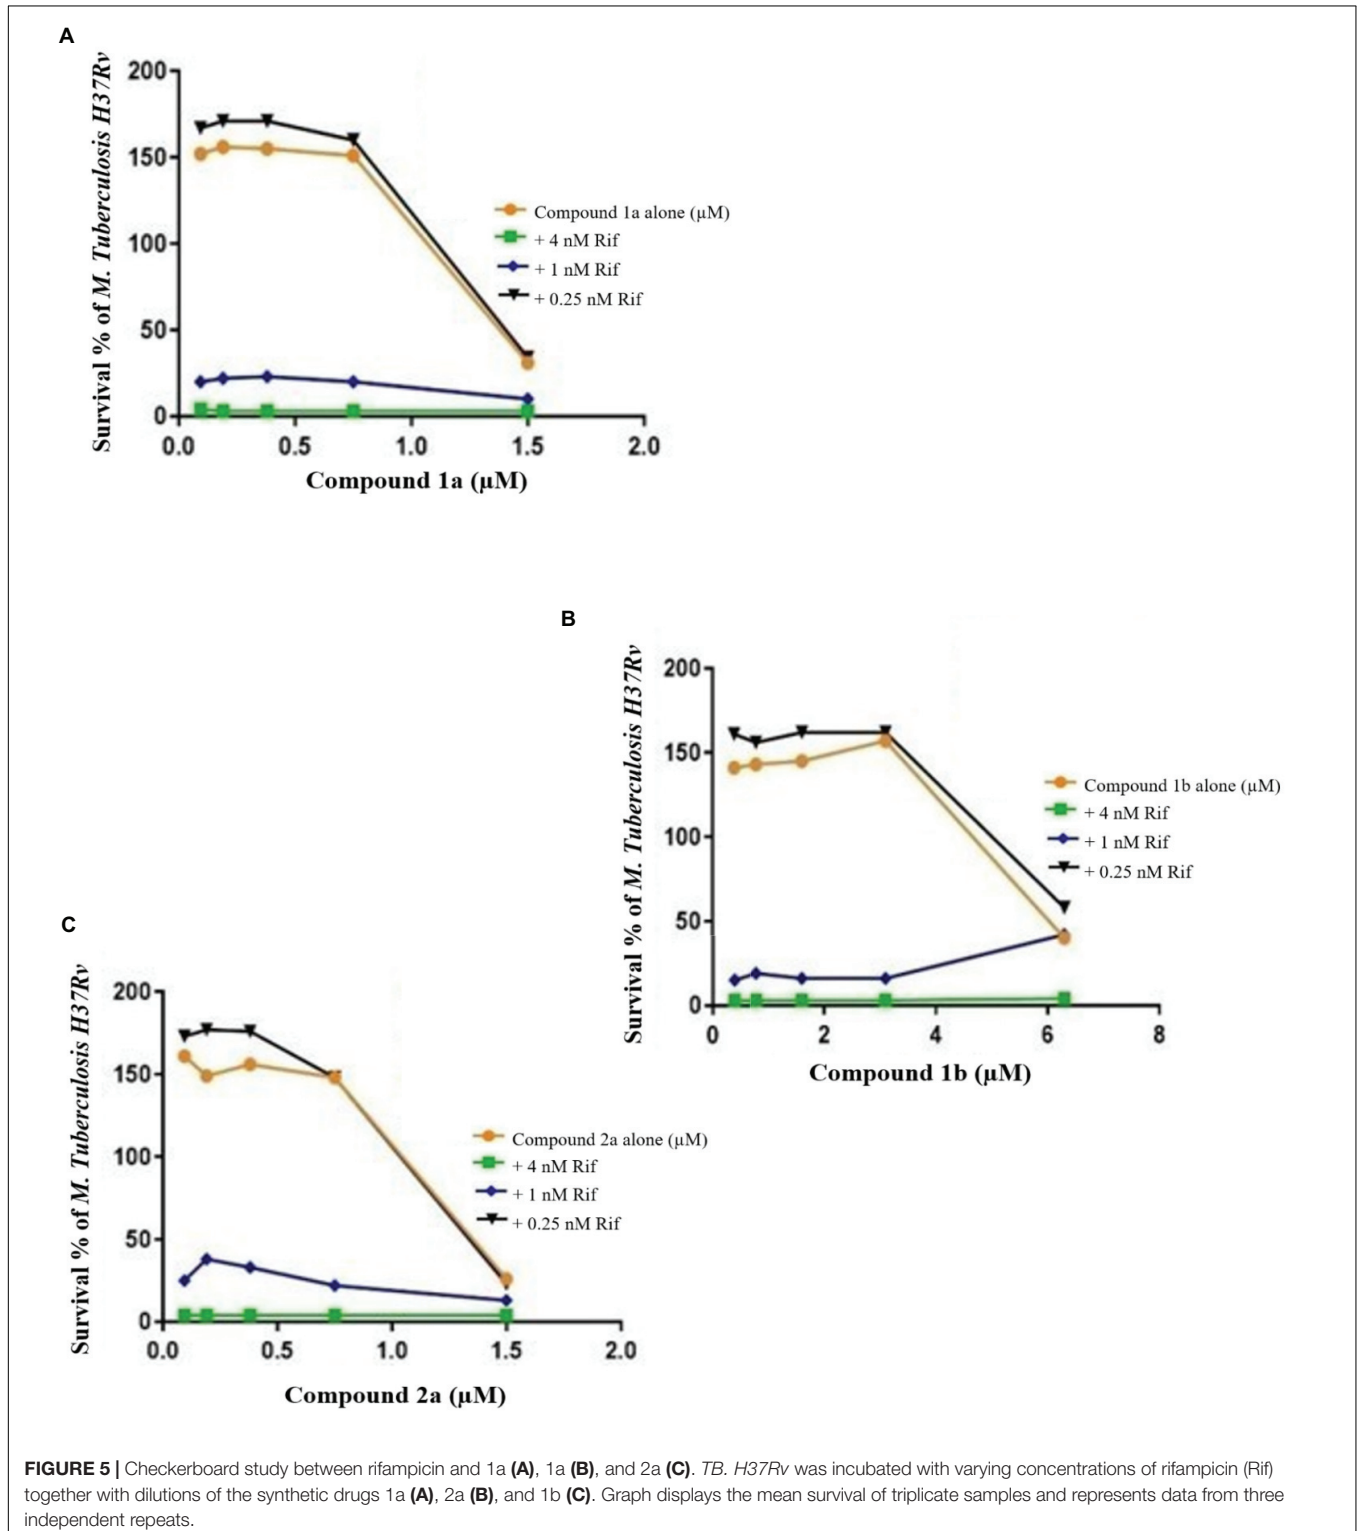 A
Survival % of M. Tuberculosis H37Rv
200
150
100
50
0
0.0 0.5 1.0 1.5 2.0
Compound 1a (µM)
Compound 1a alone (µM)
+ 4 nM Rif
+ 1 nM Rif
+ 0.25 nM Rif
B
Survival % of M. Tuberculosis H37Rv
200
150
100
50
0
0 2 4 6 8
Compound 1b (µM)
Compound 1b alone (µM)
+ 4 nM Rif
+ 1 nM Rif
+ 0.25 nM Rif
C
Survival % of M. Tuberculosis H37Rv
200
150
100
50
0
0.0 0.5 1.0 1.5 2.0
Compound 2a (µM)
Compound 2a alone (µM)
+ 4 nM Rif
+ 1 nM Rif
+ 0.25 nM Rif
FIGURE 5 | Checkerboard study between rifampicin and 1a (A), 1a (B), and 2a (C). TB. H37Rv was incubated with varying concentrations of rifampicin (Rif)
together with dilutions of the synthetic drugs 1a (A), 2a (B), and 1b (C). Graph displays the mean survival of triplicate samples and represents data from three
independent repeats.